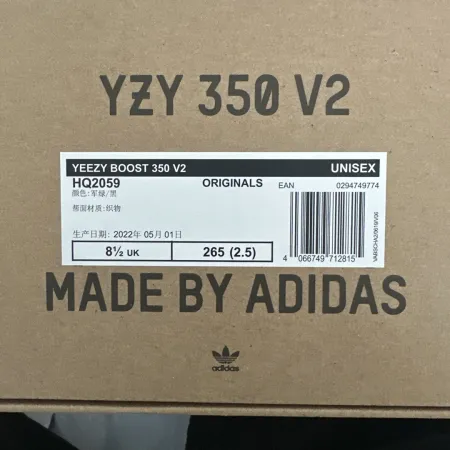 YZY 350 V2
YEEZY BOOST 350 V2 UNISEX
HQ2059 ORIGINALS EAN 0294749774
颜色:军绿/黑
帮面材质:织物
生产日期: 2022年 05月 01日
8½ UK 265 (2.5)
4 066749 712815
MADE BY ADIDAS
adidas